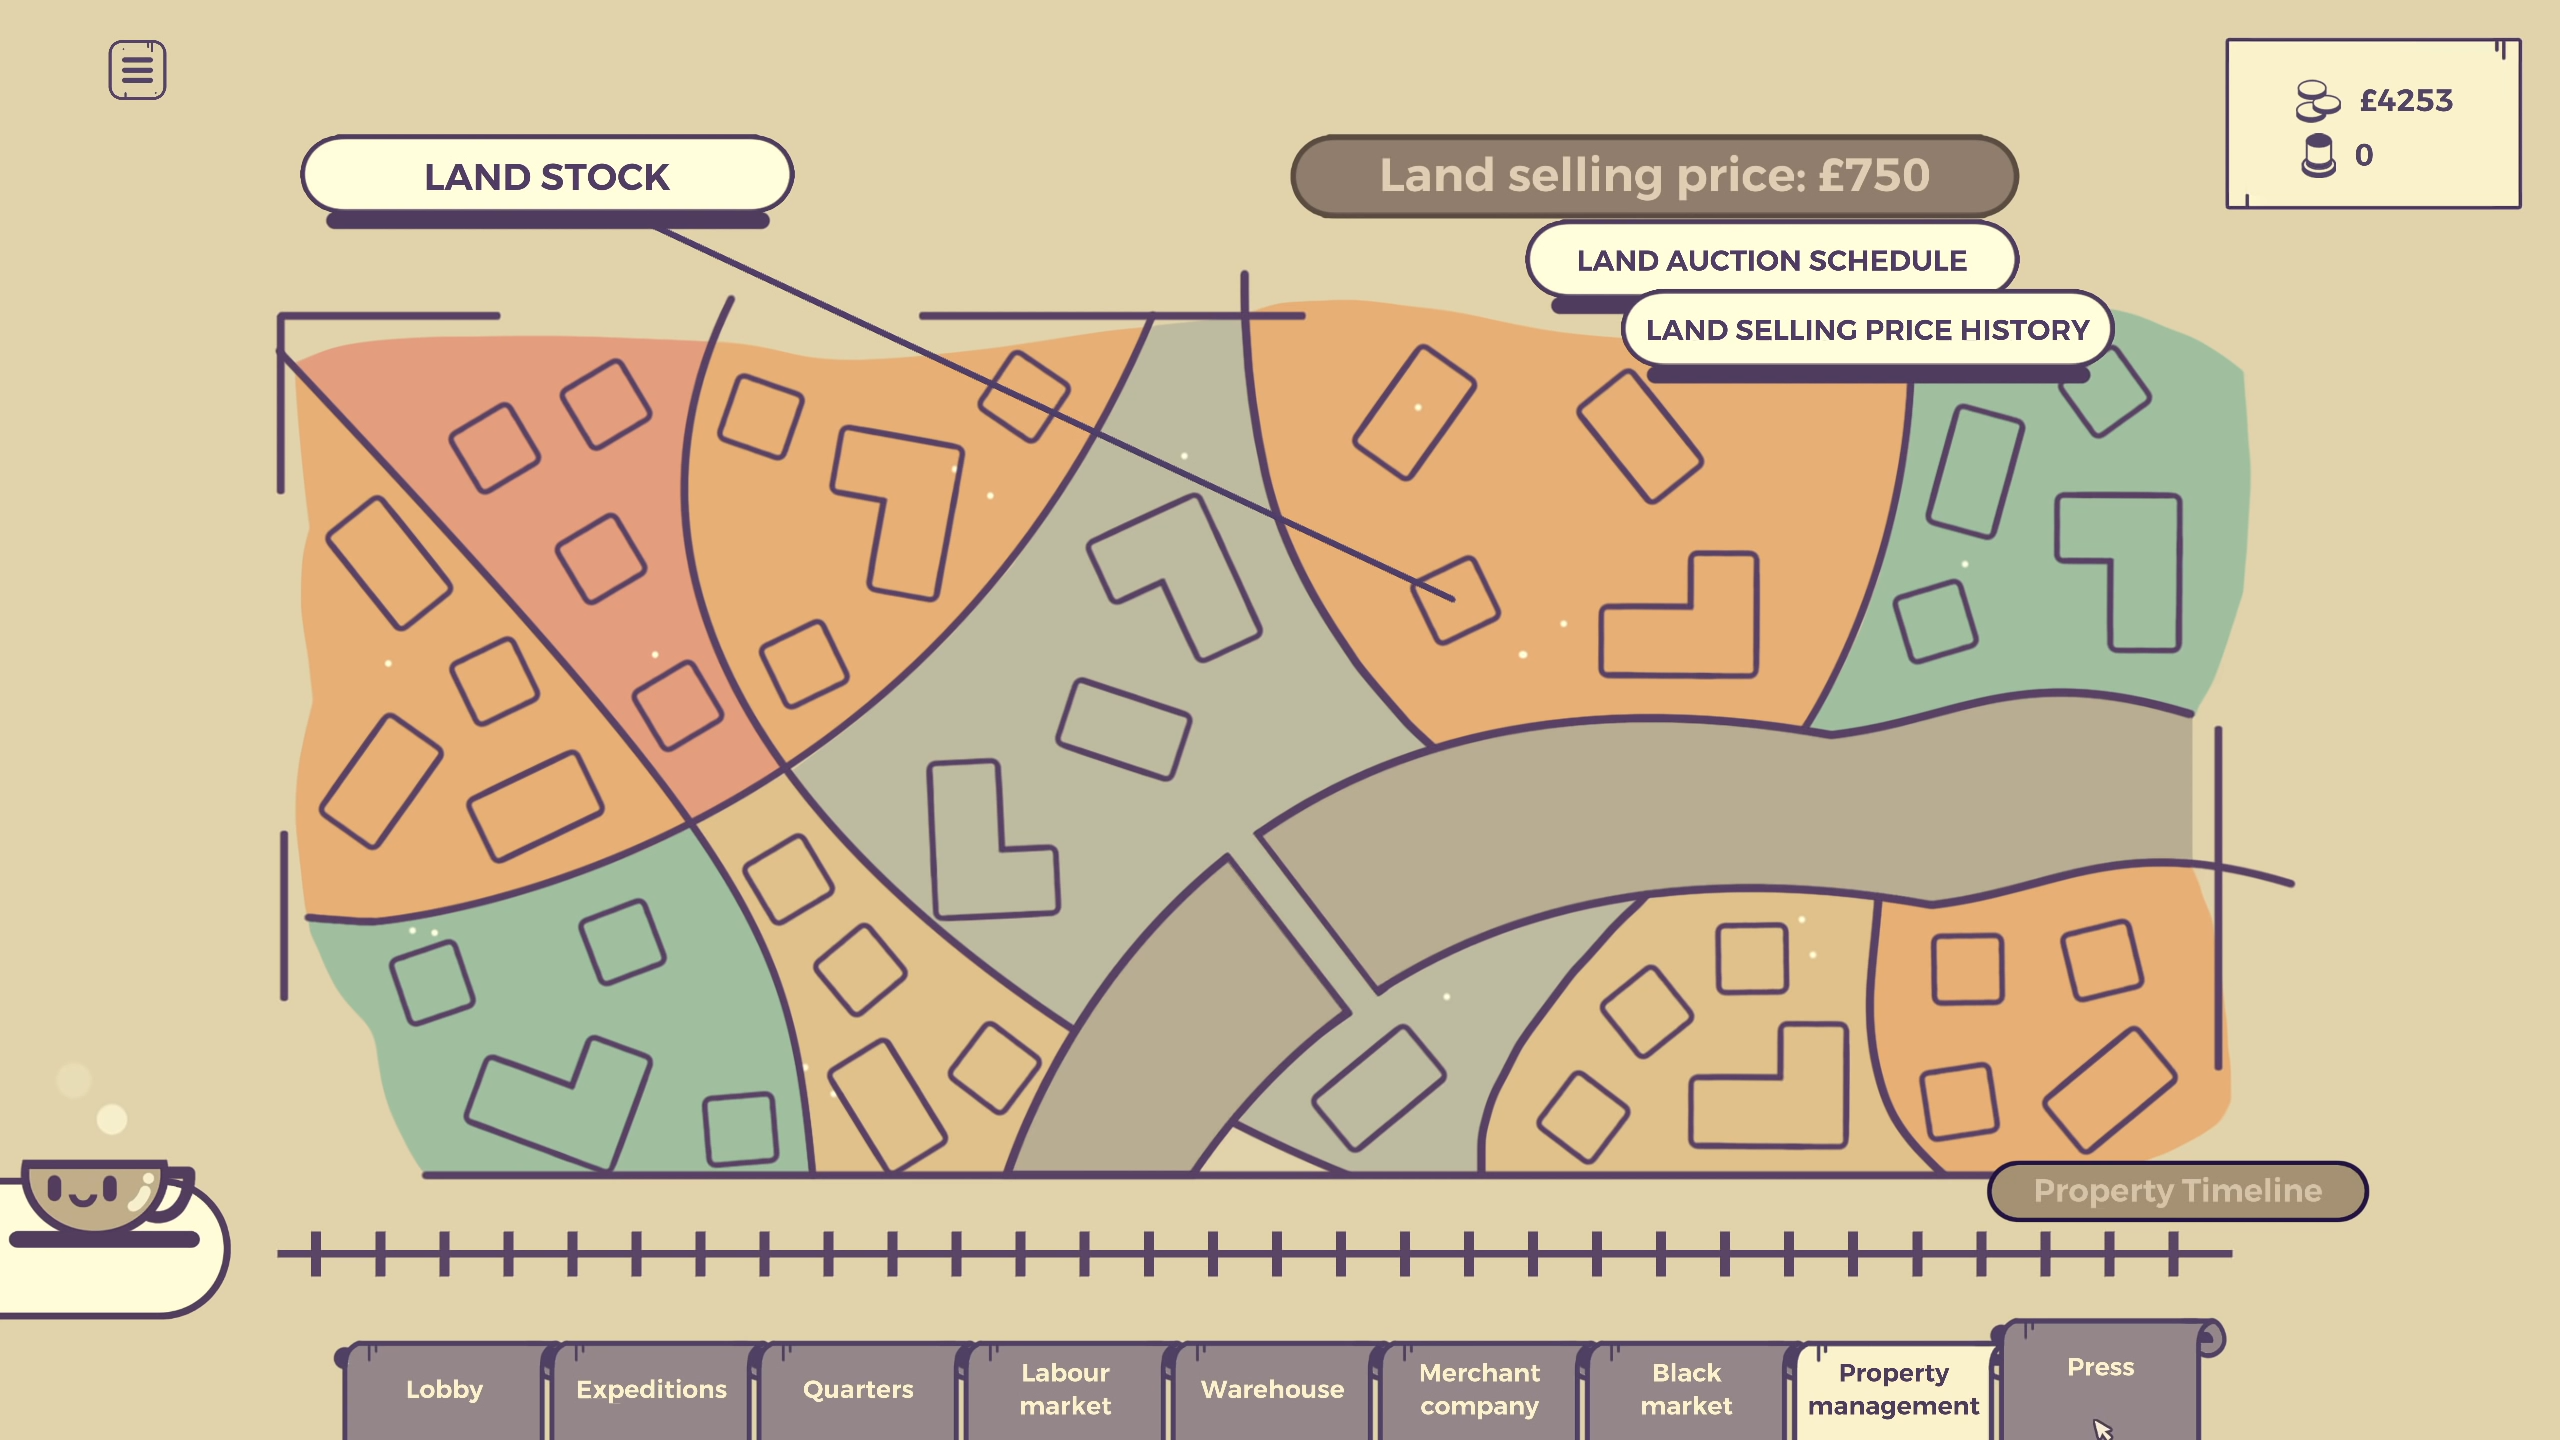 £4253
0
LAND STOCK
Land selling price: £750
LAND AUCTION SCHEDULE
LAND SELLING PRICE HISTORY
Property Timeline
Lobby
Expeditions
Quarters
Labour
market
Warehouse
Merchant
company
Black
market
Property
management
Press